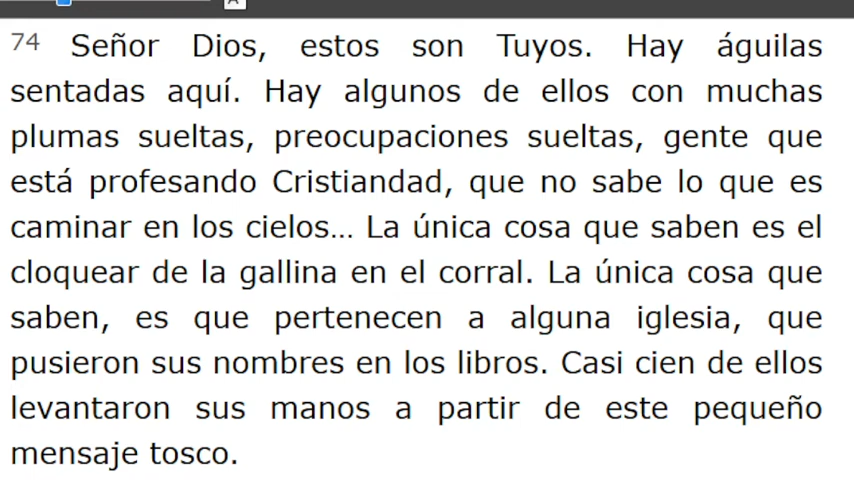 74 Señor Dios, estos son Tuyos. Hay águilas
sentadas aquí. Hay algunos de ellos con muchas
plumas sueltas, preocupaciones sueltas, gente que
está profesando Cristiandad, que no sabe lo que es
caminar en los cielos... La única cosa que saben es el
cloquear de la gallina en el corral. La única cosa que
saben, es que pertenecen a alguna iglesia, que
pusieron sus nombres en los libros. Casi cien de ellos
levantaron sus manos a partir de este pequeño
mensaje tosco.